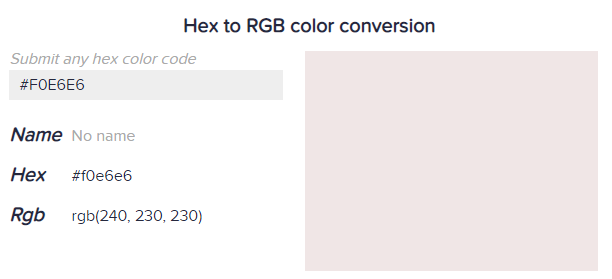 Hex to RGB color conversion
Submit any hex color code
#F0E6E6
Name No name
Hex #f0e6e6
Rgb rgb(240, 230, 230)